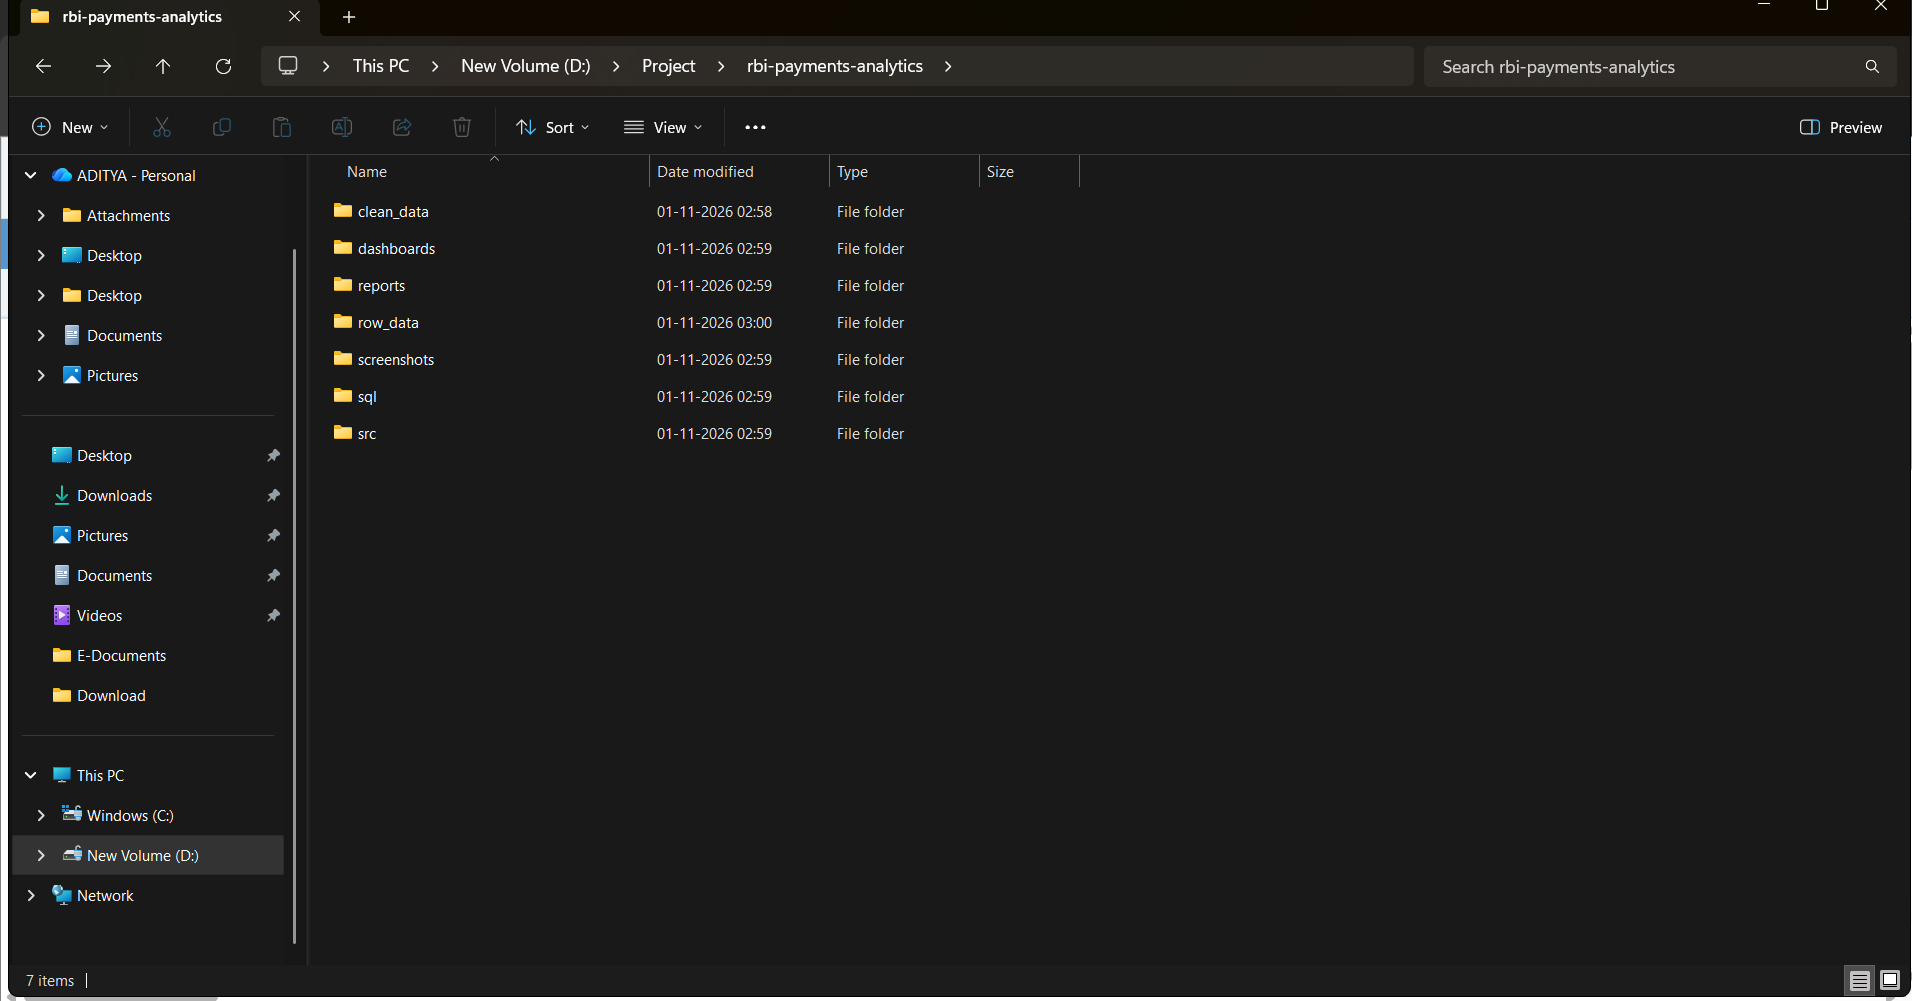 rbi-payments-analytics
This PC > New Volume (D:) > Project > rbi-payments-analytics >
Search rbi-payments-analytics
New
Sort
View
Preview
ADITYA - Personal
Attachments
Desktop
Desktop
Documents
Pictures
Desktop
Downloads
Pictures
Documents
Videos
E-Documents
Download
This PC
Windows (C:)
New Volume (D:)
Network
Name Date modified Type Size
clean_data 01-11-2026 02:58 File folder
dashboards 01-11-2026 02:59 File folder
reports 01-11-2026 02:59 File folder
row_data 01-11-2026 03:00 File folder
screenshots 01-11-2026 02:59 File folder
sql 01-11-2026 02:59 File folder
src 01-11-2026 02:59 File folder
7 items